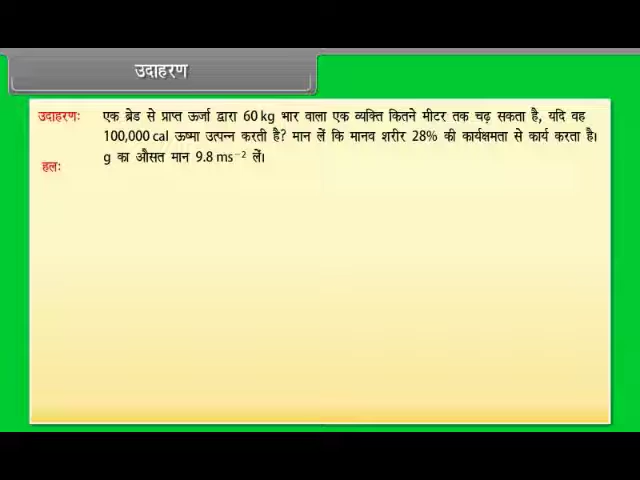 उदाहरण
उदाहरणः एक ब्रेड से प्राप्त ऊर्जा द्वारा 60 kg भार वाला एक व्यक्ति कितने मीटर तक चढ़ सकता है, यदि वह
100,000 cal ऊष्मा उत्पन्न करती है? मान लें कि मानव शरीर 28% की कार्यक्षमता से कार्य करता है।
g का औसत मान 9.8 ms⁻² लें।
हलः